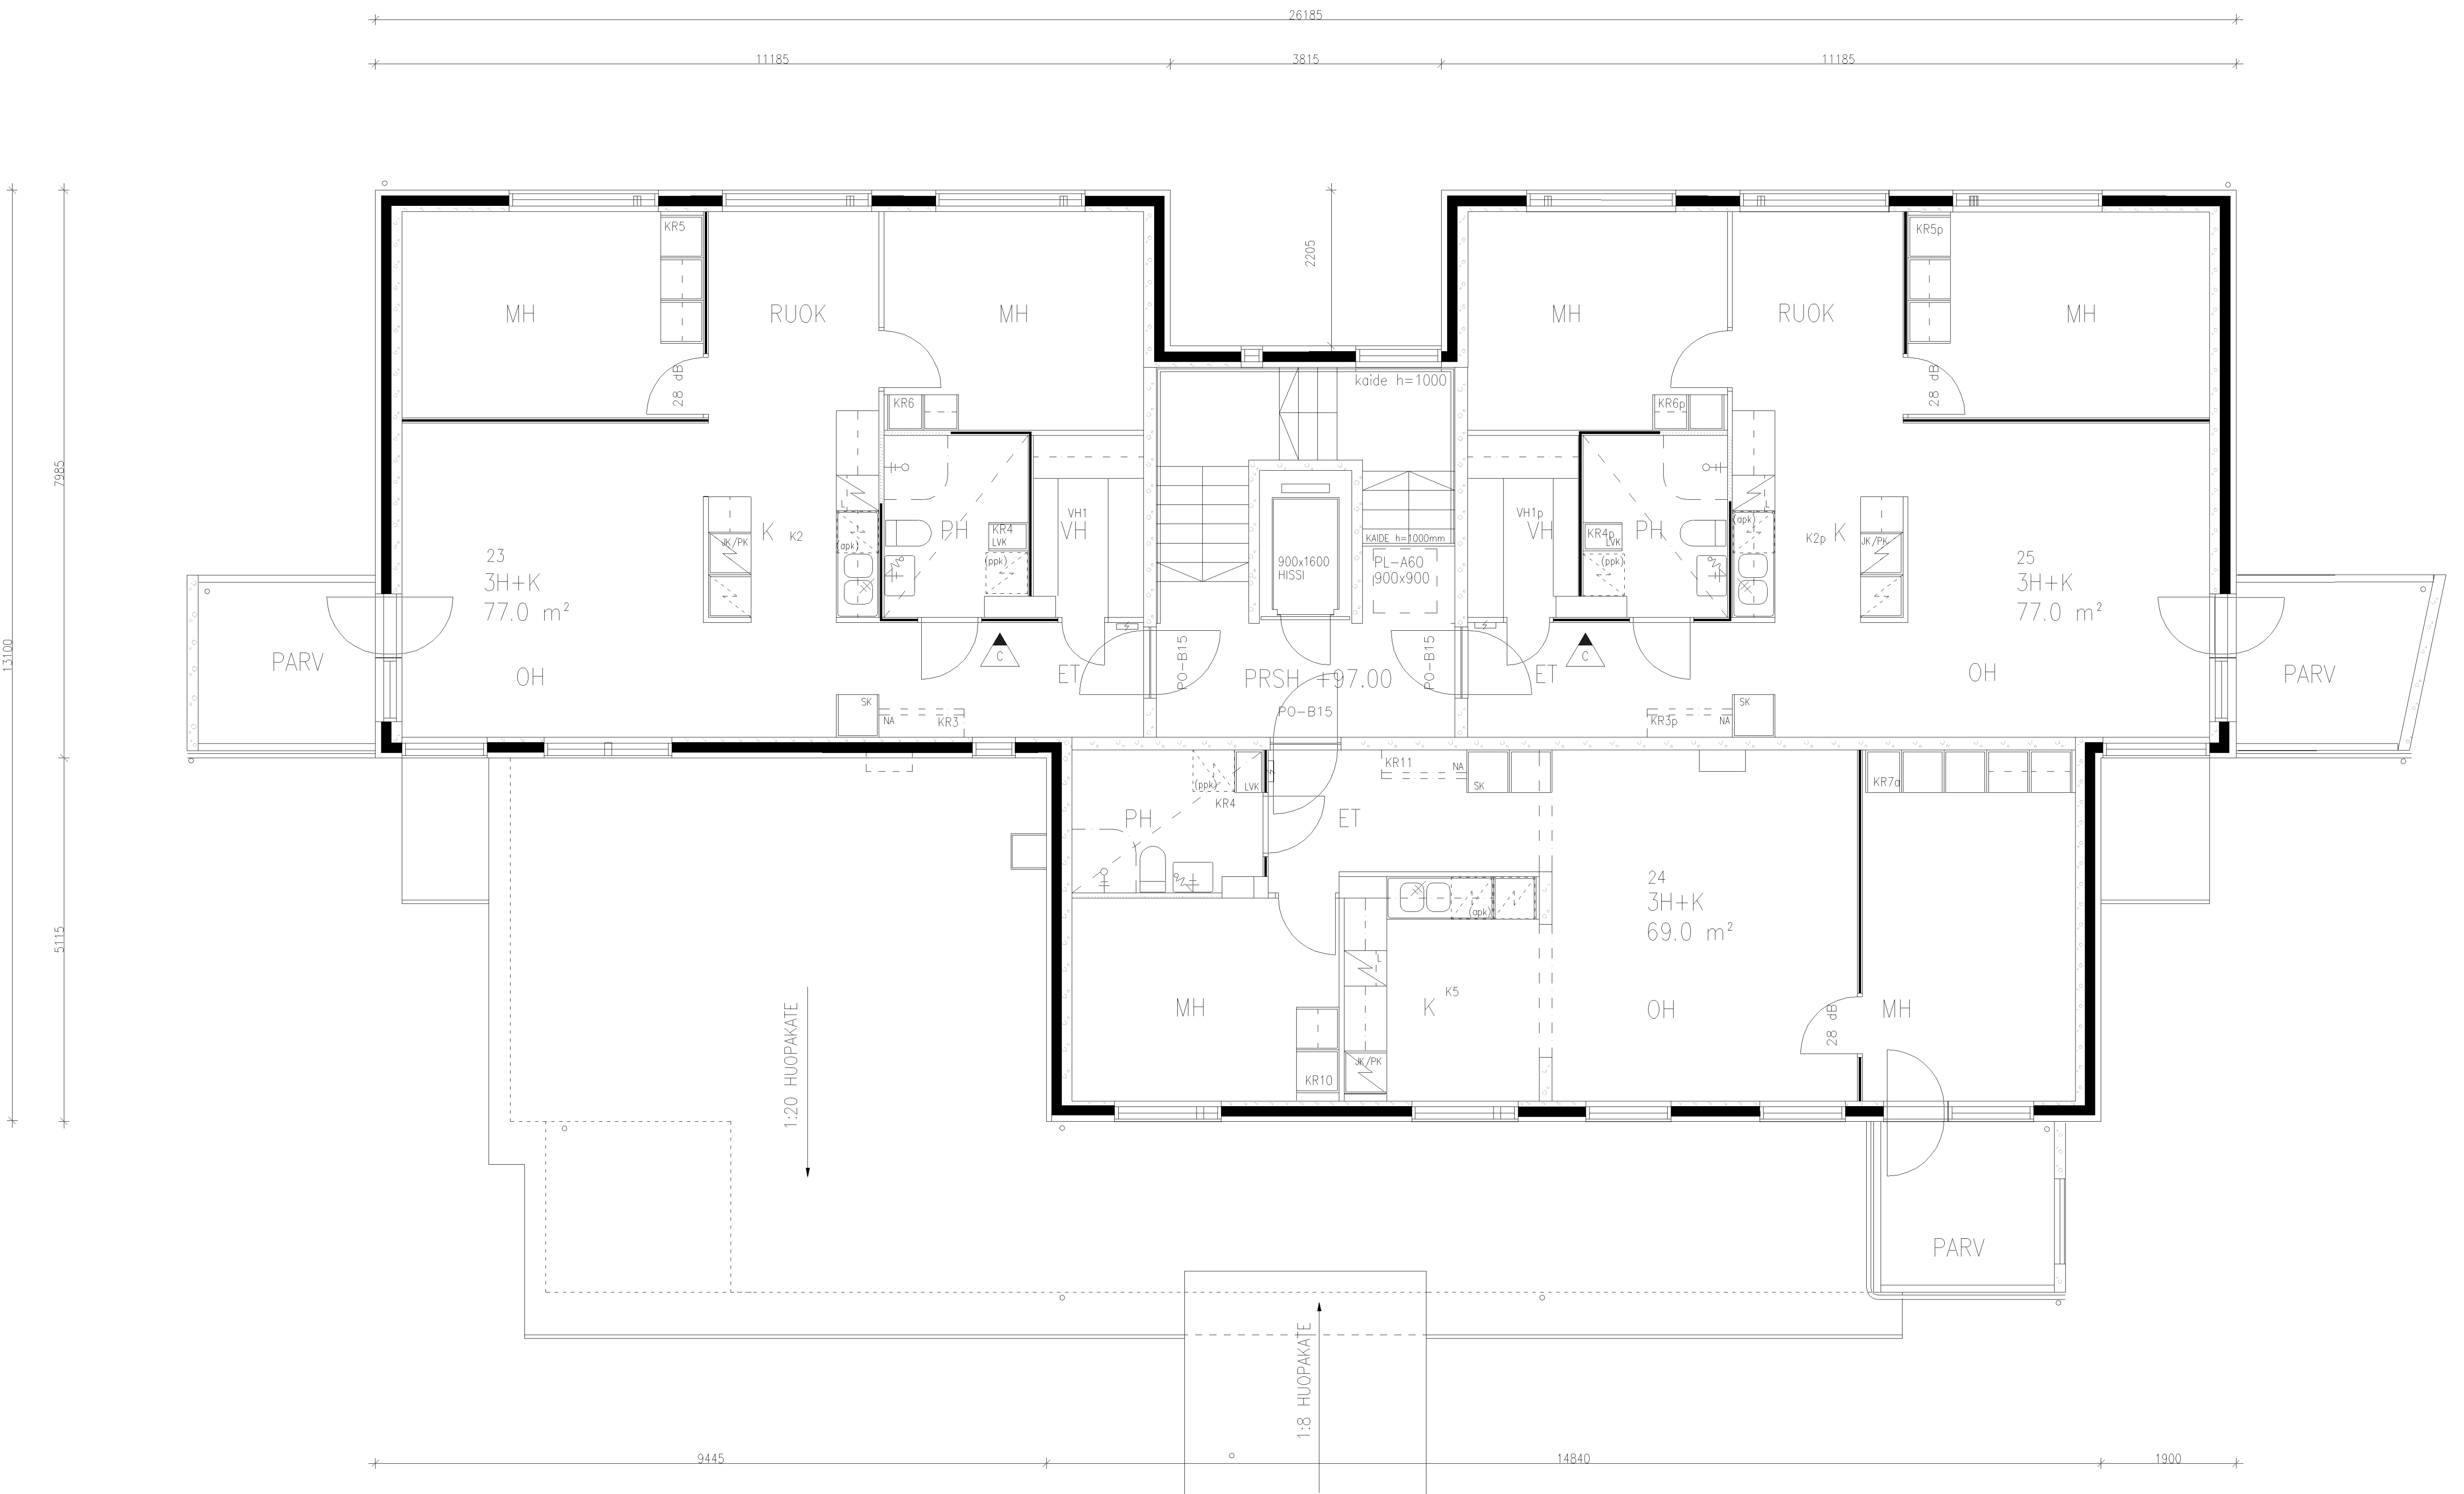 26185
11185
3815
11185
2205
7985
13100
5115
KR5
KR5p
MH
RUOK
MH
MH
RUOK
MH
28 dB
28 dB
kaide h=1000
KR6
KR6p
L
L
(apk)
(apk)
JK/PK
K
K2
PH
KR4
LVK
(ppk)
VH1
VH
KAIDE h=1000mm
900x1600
HISSI
PL-A60
900x900
VH1p
VH
KR4p
LVK
(ppk)
PH
K2p
K
JK/PK
23
3H+K
77.0 m²
25
3H+K
77.0 m²
PARV
OH
C
ET
PO-B15
PRSH +97.00
PO-B15
PO-B15
ET
C
OH
PARV
SK
NA
KR3
KR3p
NA
SK
(ppk)
LVK
KR4
PH
KR11
NA
SK
ET
KR7a
24
3H+K
69.0 m²
(apk)
L
MH
K
K5
OH
28 dB
MH
JK/PK
KR10
1:20 HUOPAKATE
PARV
1:8 HUOPAKATE
9445
14840
1900